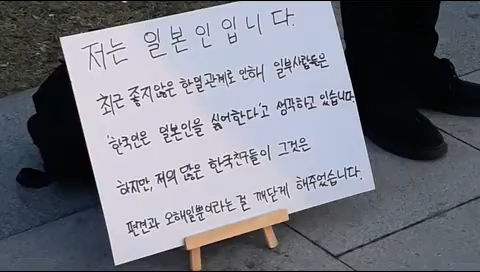 저는 일본인입니다.
최근 좋지않은 한일관계로 인해 일부사람들은
'한국인은 일본인을 싫어한다'고 생각하고 있습니다.
하지만, 저의 많은 한국친구들이 그것은
편견과 오해일뿐이라는 걸 깨닫게 해주었습니다.